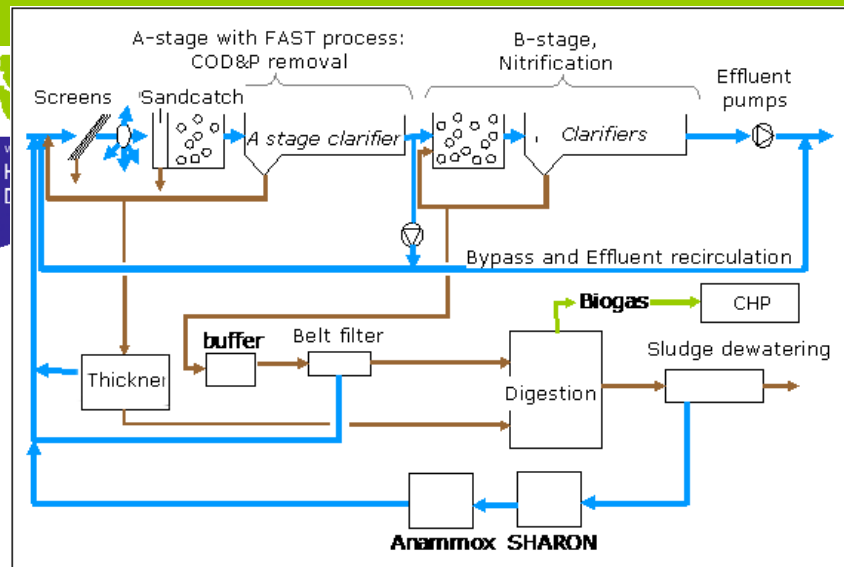 A-stage with FAST process:
COD&P removal
B-stage,
Nitrification
Effluent
pumps
Screens
Sandcatch
A stage clarifier
Clarifiers
Bypass and Effluent recirculation
Biogas
CHP
buffer
Belt filter
Sludge dewatering
Thickner
Digestion
Anammox
SHARON